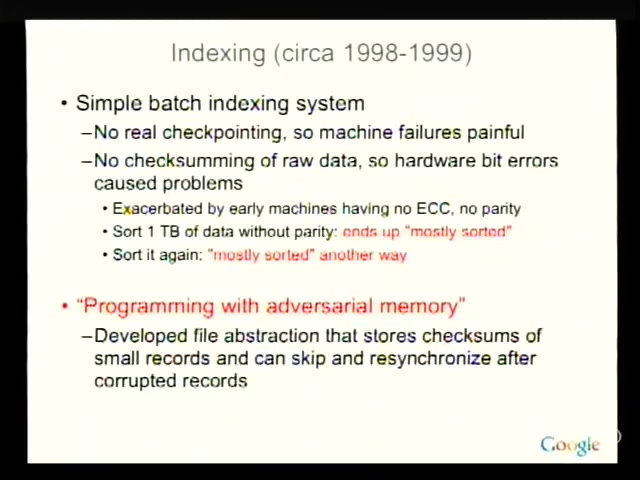 Indexing (circa 1998-1999)
• Simple batch indexing system
–No real checkpointing, so machine failures painful
–No checksumming of raw data, so hardware bit errors
caused problems
• Exacerbated by early machines having no ECC, no parity
• Sort 1 TB of data without parity: ends up "mostly sorted"
• Sort it again: "mostly sorted" another way
• "Programming with adversarial memory"
–Developed file abstraction that stores checksums of
small records and can skip and resynchronize after
corrupted records
Google